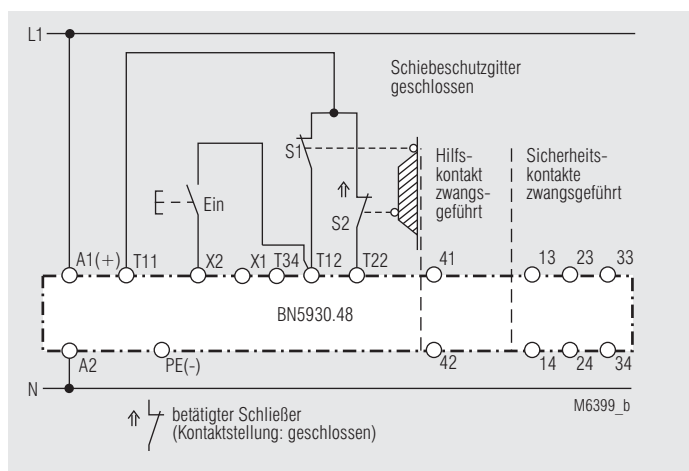 L1
Schiebeschutzgitter
geschlossen
S1
Hilfs-
kontakt
zwangs-
geführt
Sicherheits-
kontakte
zwangsgeführt
Ein
S2
A1(+) T11 X2 X1 T34 T12 T22 41 13 23 33
BN5930.48
A2 PE(-) 42 14 24 34
N
M6399_b
betätigter Schließer
(Kontaktstellung: geschlossen)